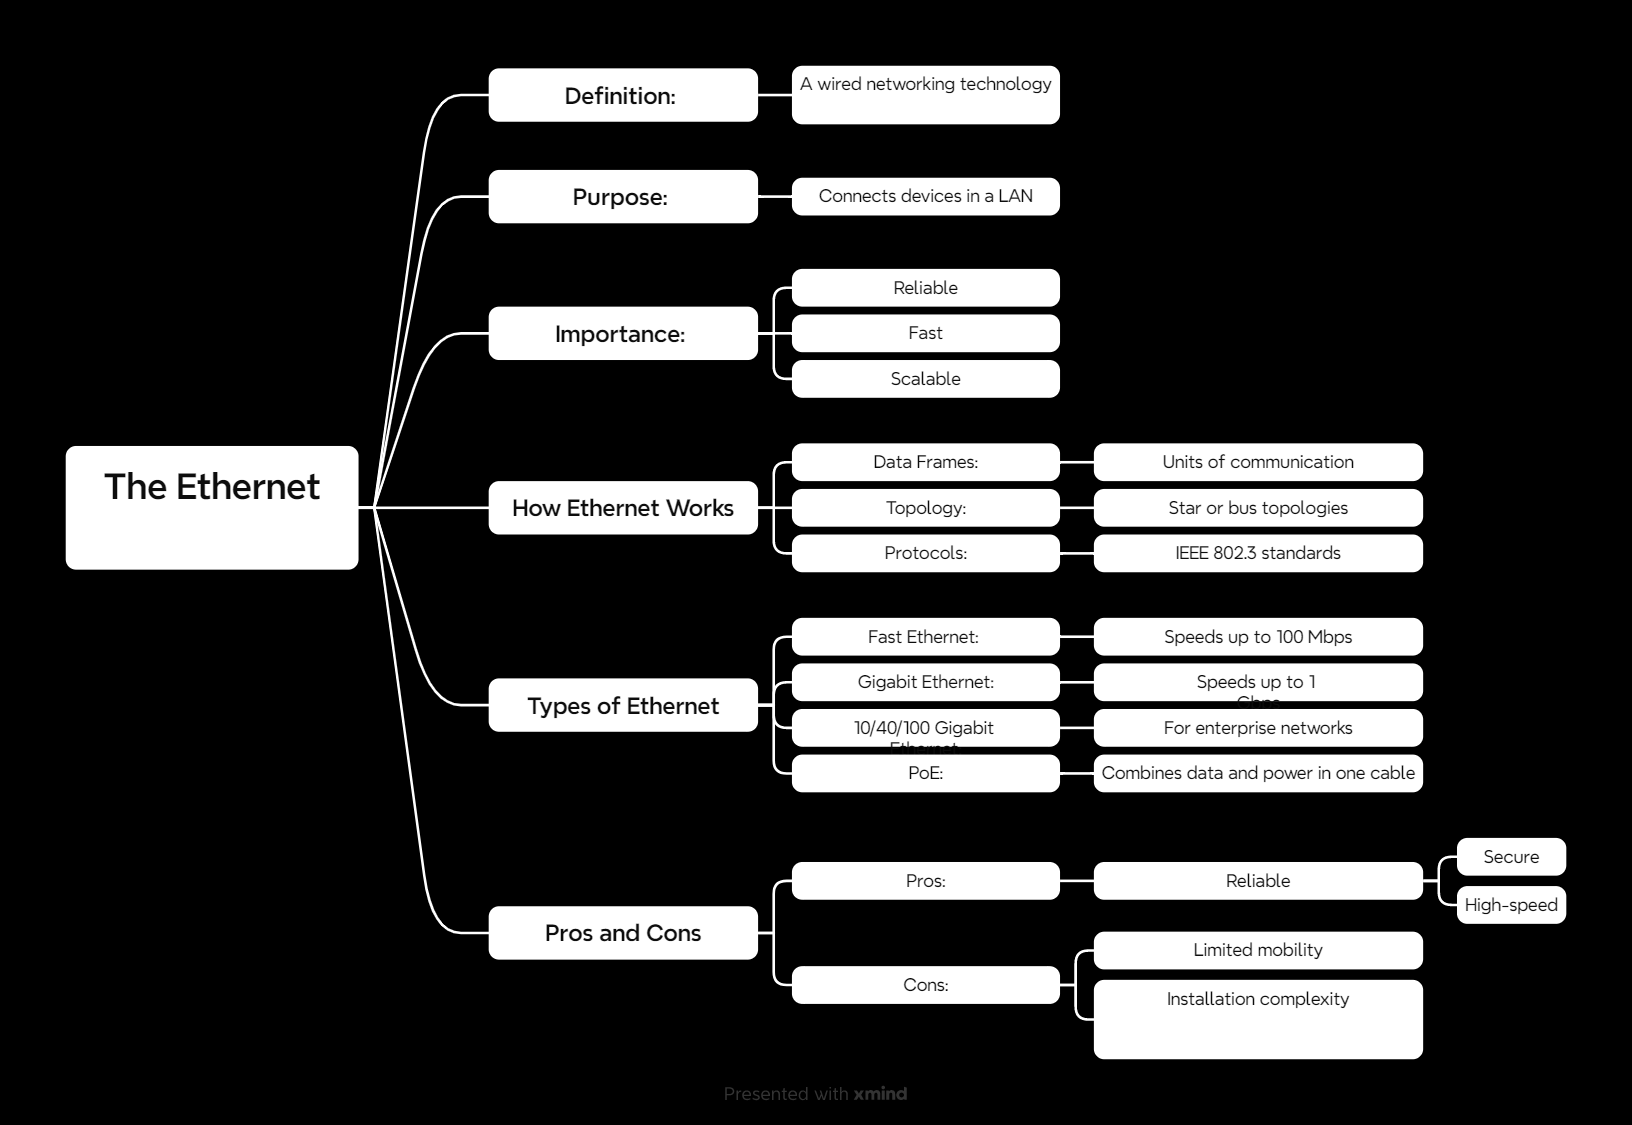 The Ethernet
Definition:
A wired networking technology
Purpose:
Connects devices in a LAN
Importance:
Reliable
Fast
Scalable
How Ethernet Works
Data Frames:
Units of communication
Topology:
Star or bus topologies
Protocols:
IEEE 802.3 standards
Types of Ethernet
Fast Ethernet:
Speeds up to 100 Mbps
Gigabit Ethernet:
Speeds up to 1
10/40/100 Gigabit
For enterprise networks
PoE:
Combines data and power in one cable
Pros and Cons
Pros:
Reliable
Secure
High-speed
Cons:
Limited mobility
Installation complexity
Presented with xmind